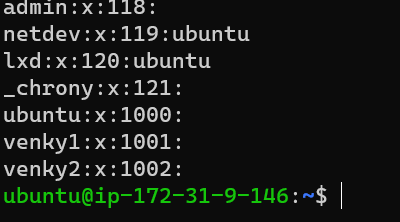 admin:x:118:
netdev:x:119:ubuntu
lxd:x:120:ubuntu
_chrony:x:121:
ubuntu:x:1000:
venky1:x:1001:
venky2:x:1002:
ubuntu@ip-172-31-9-146:~$